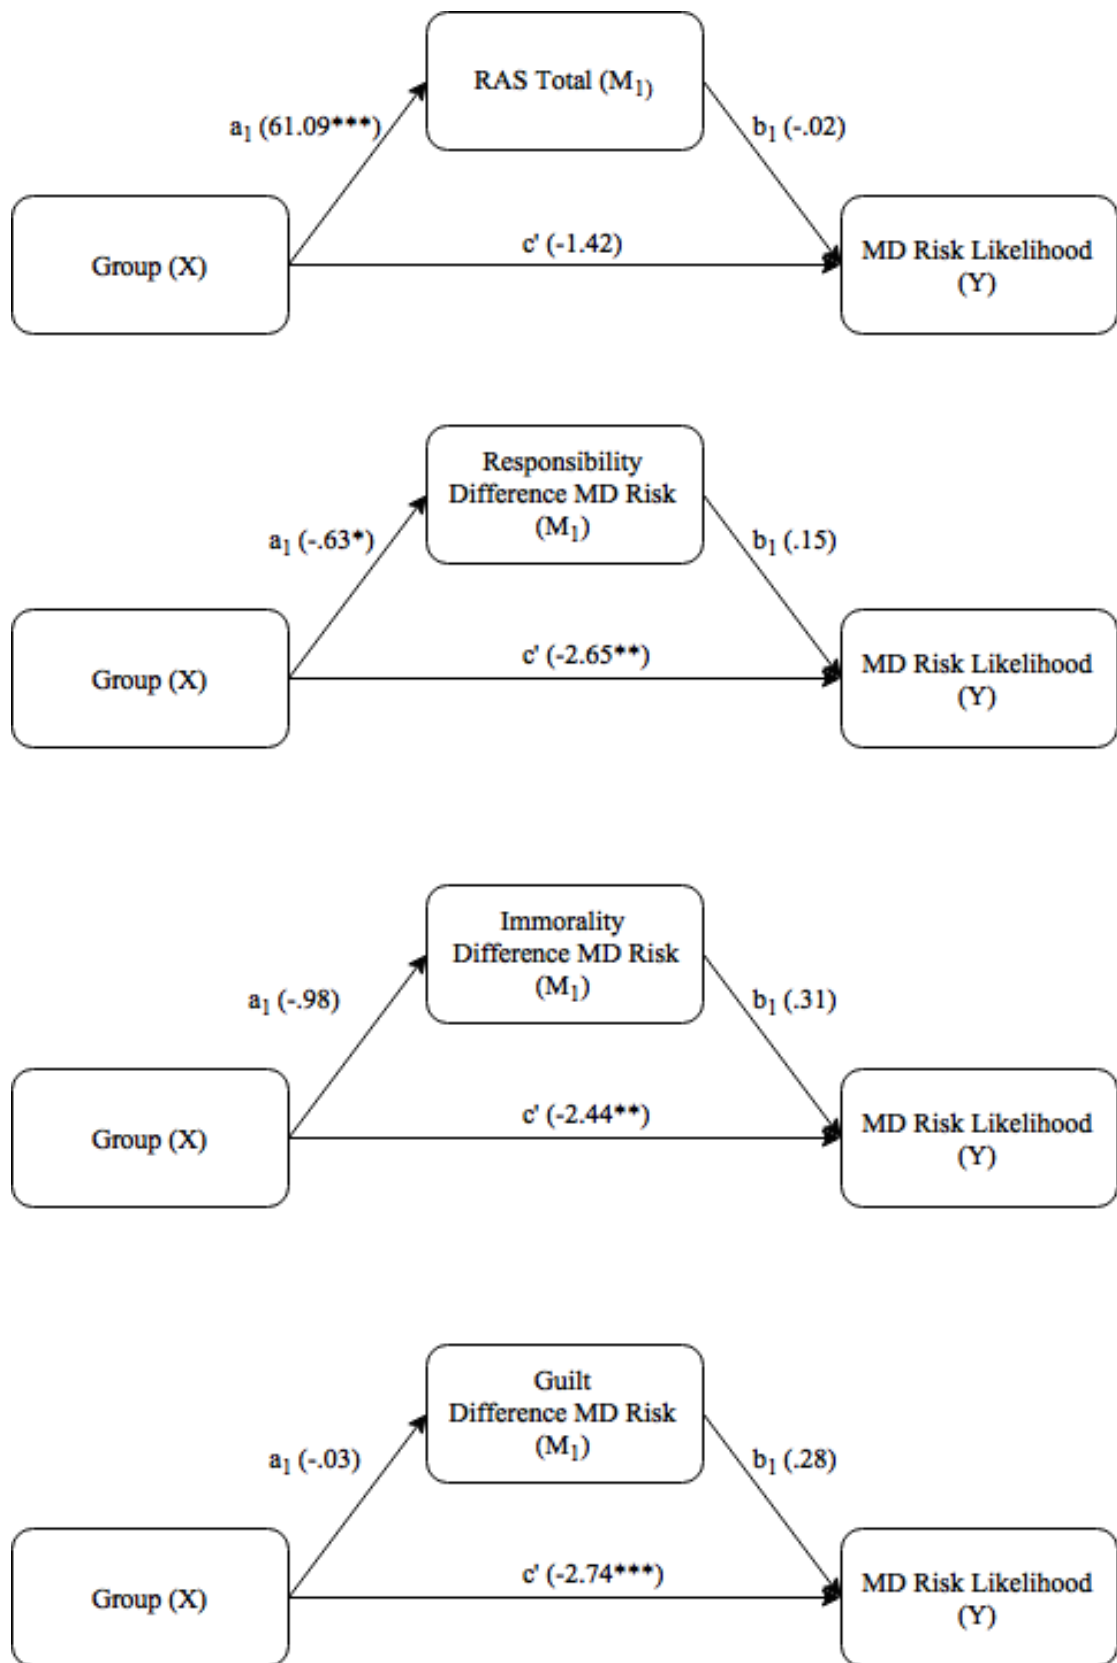 RAS Total (M1)
a1 (61.09***)
b1 (-.02)
Group (X)
c' (-1.42)
MD Risk Likelihood
(Y)
Responsibility
Difference MD Risk
(M1)
a1 (-.63*)
b1 (.15)
Group (X)
c' (-2.65**)
MD Risk Likelihood
(Y)
Immorality
Difference MD Risk
(M1)
a1 (-.98)
b1 (.31)
Group (X)
c' (-2.44**)
MD Risk Likelihood
(Y)
Guilt
Difference MD Risk
(M1)
a1 (-.03)
b1 (.28)
Group (X)
c' (-2.74***)
MD Risk Likelihood
(Y)